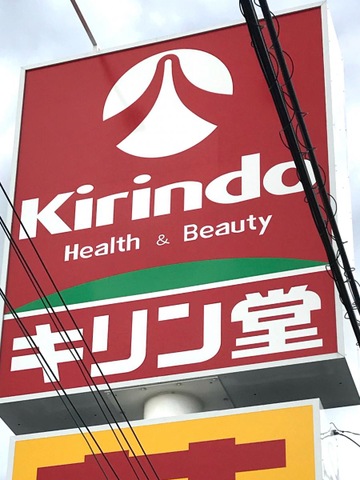 Kirindo
Health & Beauty
キリン堂